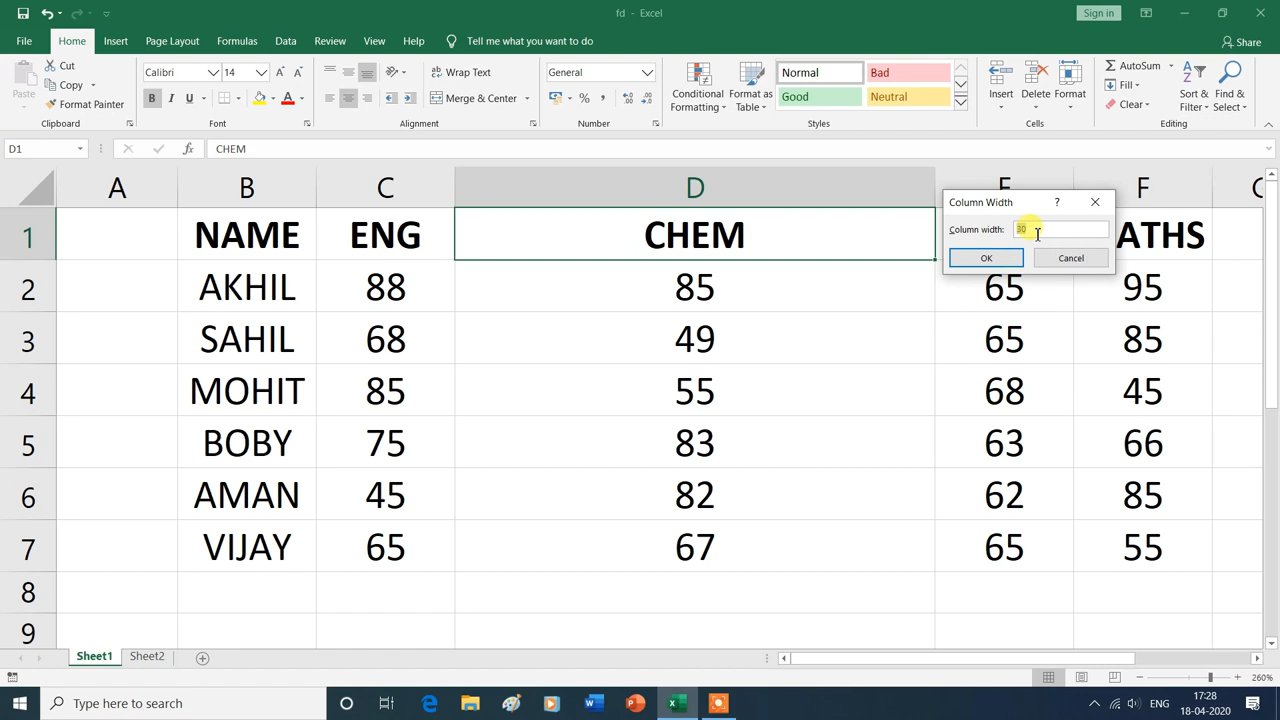 fd - Excel
Sign in
File Home Insert Page Layout Formulas Data Review View Help Tell me what you want to do Share
Paste
Cut
Copy
Format Painter
Clipboard
Calibri 14
B I U A
Font
Wrap Text
Merge & Center
Alignment
General
Number
Conditional Formatting
Format as Table
Normal Bad
Good Neutral
Styles
Insert Delete Format
Cells
AutoSum
Fill
Clear
Sort & Filter
Find & Select
Editing
D1 fx CHEM
A B C D E F
Column Width ?
Column width: 30
OK Cancel
1 NAME ENG CHEM ATHS
2 AKHIL 88 85 65 95
3 SAHIL 68 49 65 85
4 MOHIT 85 55 68 45
5 BOBY 75 83 63 66
6 AMAN 45 82 62 85
7 VIJAY 65 67 65 55
8
9
Sheet1 Sheet2
260%
Type here to search
ENG
17:28
18-04-2020